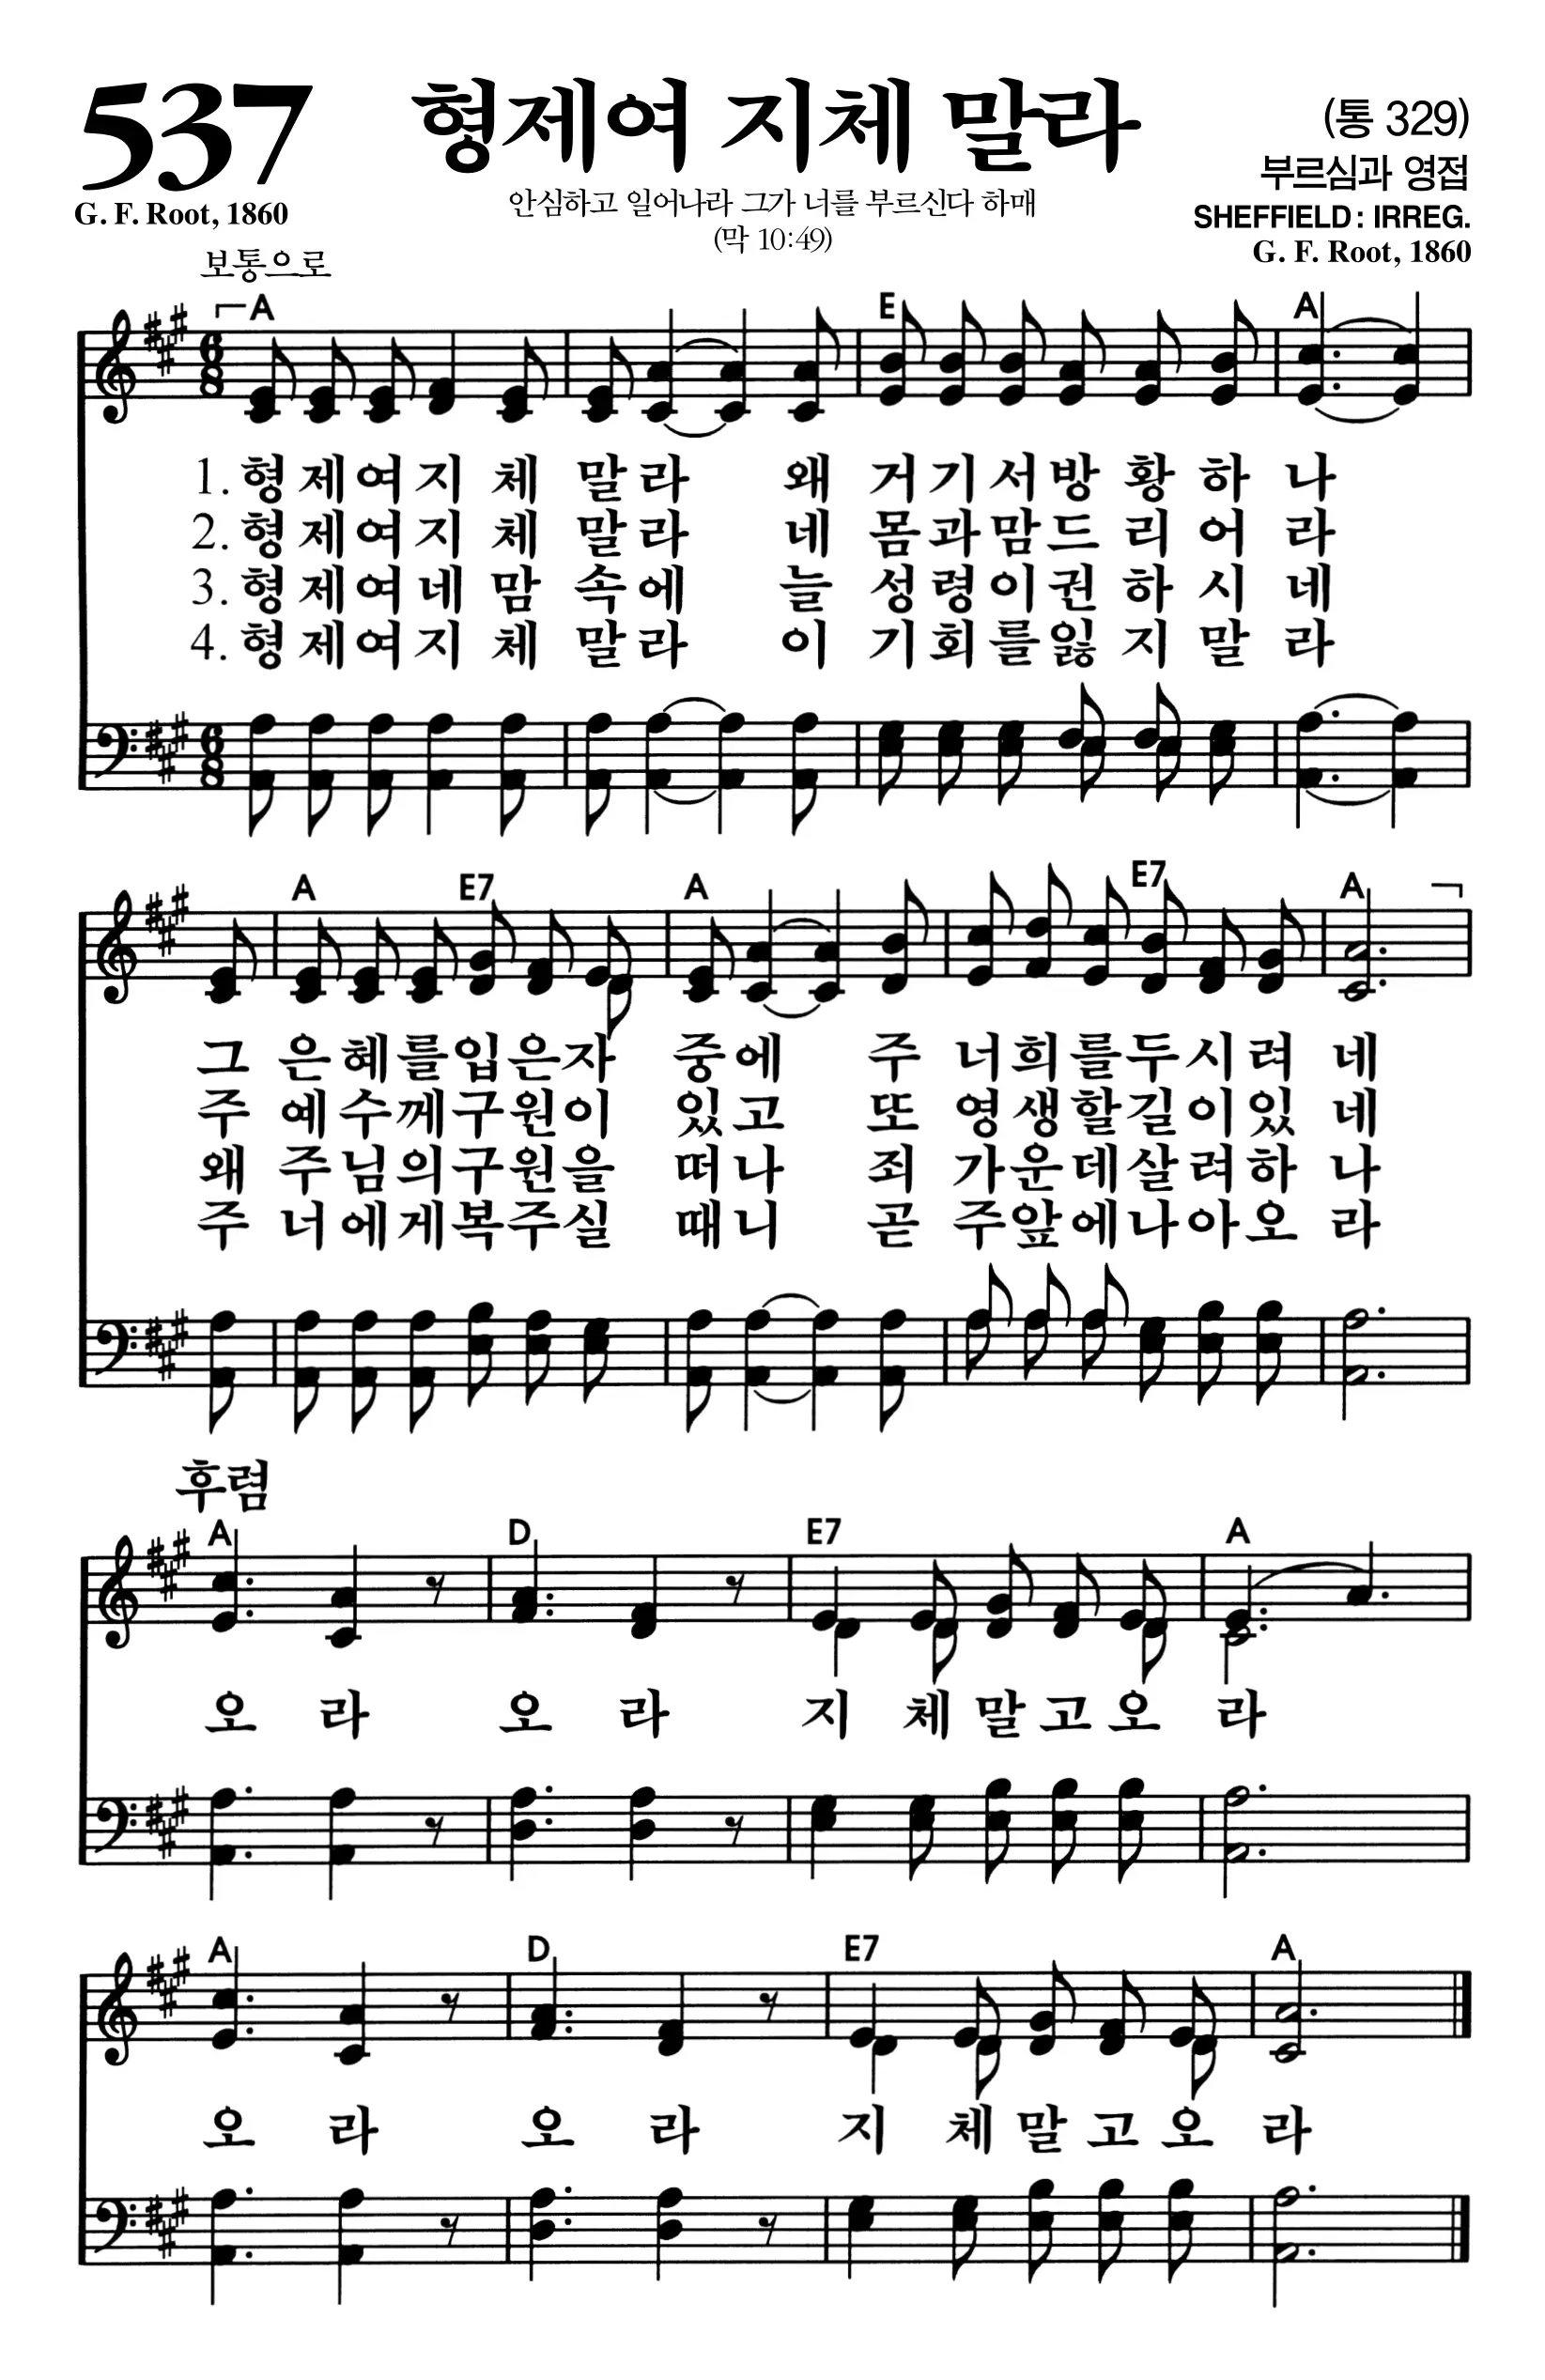 537 형제여 지체 말라 (통 329)
부르심과 영접
G. F. Root, 1860 안심하고 일어나라 그가 너를 부르신다 하매 SHEFFIELD : IRREG.
(막 10:49) G. F. Root, 1860
보통으로
A E A
6 8
1. 형 제 여 지 체 말 라 왜 거 기 서 방 황 하 나
2. 형 제 여 지 체 말 라 네 몸 과 맘 드 리 어 라
3. 형 제 여 네 맘 속 에 늘 성 령 이 권 하 시 네
4. 형 제 여 지 체 말 라 이 기 회 를 잃 지 말 라
6 8
A E7 A E7 A
그 은 혜 를 입 은 자 중 에 주 너 희 를 두 시 려 네
주 예 수 께 구 원 이 있 고 또 영 생 할 길 이 있 네
왜 주 님 의 구 원 을 떠 나 죄 가 운 데 살 려 하 나
주 너 에 게 복 주 실 때 니 곧 주 앞 에 나 아 오 라
후렴
A D E7 A
오 라 오 라 지 체 말 고 오 라
A D E7 A
오 라 오 라 지 체 말 고 오 라